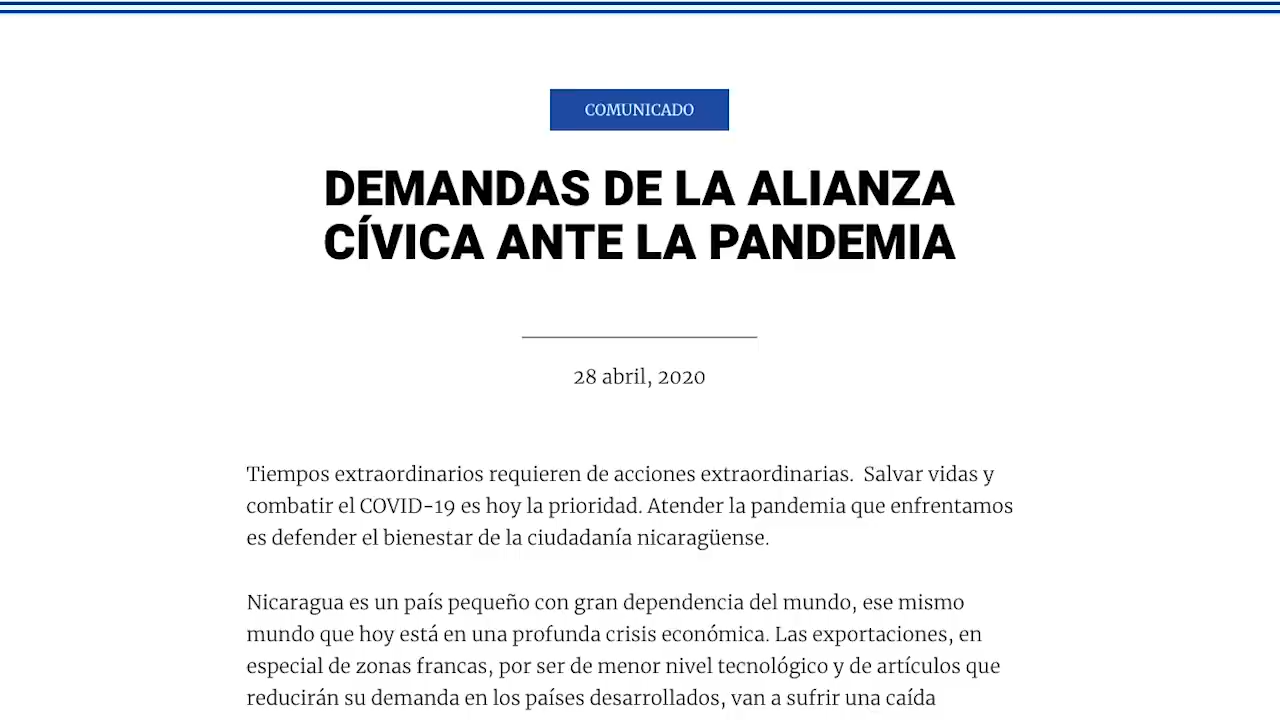 COMUNICADO
DEMANDAS DE LA ALIANZA
CÍVICA ANTE LA PANDEMIA
28 abril, 2020
Tiempos extraordinarios requieren de acciones extraordinarias.  Salvar vidas y
combatir el COVID-19 es hoy la prioridad. Atender la pandemia que enfrentamos
es defender el bienestar de la ciudadanía nicaragüense.
Nicaragua es un país pequeño con gran dependencia del mundo, ese mismo
mundo que hoy está en una profunda crisis económica. Las exportaciones, en
especial de zonas francas, por ser de menor nivel tecnológico y de artículos que
reducirán su demanda en los países desarrollados, van a sufrir una caída